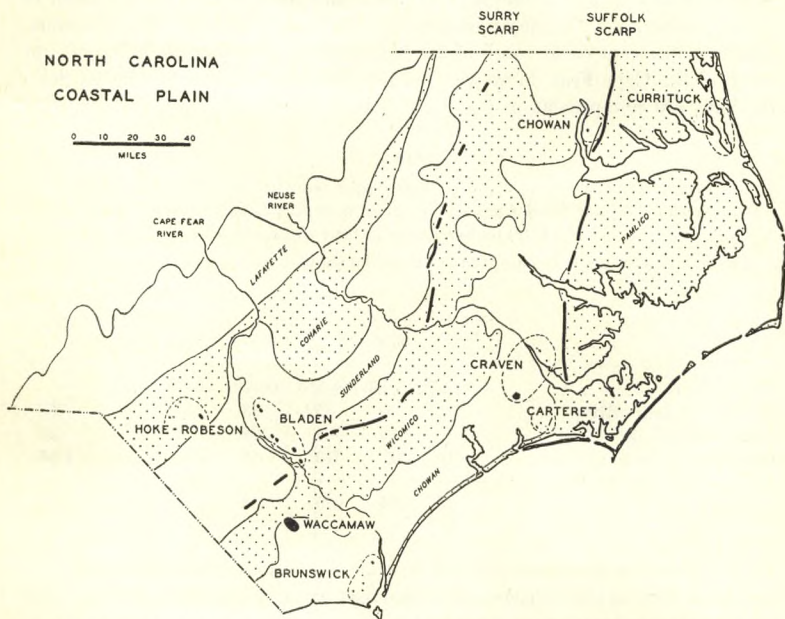 SURRY
SCARP
SUFFOLK
SCARP
NORTH CAROLINA
COASTAL PLAIN
0 10 20 30 40
MILES
CURRITUCK
CHOWAN
NEUSE
RIVER
CAPE FEAR
RIVER
PAMLICO
LAFAYETTE
COHARIE
SUNDERLAND
CRAVEN
CARTERET
HOKE-ROBESON
BLADEN
WICOMICO
CHOWAN
WACCAMAW
BRUNSWICK